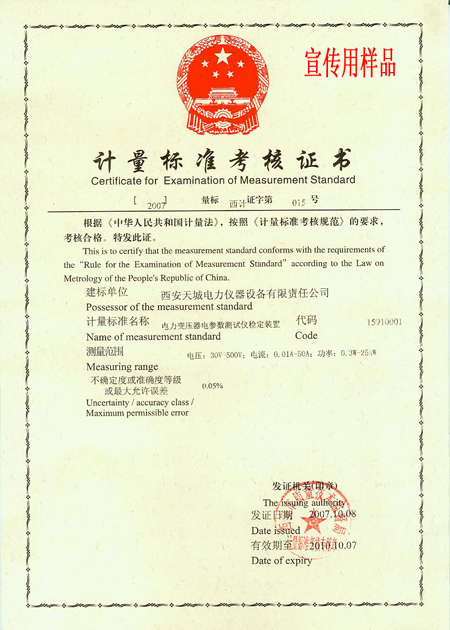 宣传用样品
计量标准考核证书
Certificate for Examination of Measurement Standard
[ 2007 ] 量标 西计 证字第 015 号
根据《中华人民共和国计量法》，按照《计量标准考核规范》的要求，
考核合格。特发此证。
This is to certify that the measurement standard conforms with the requirements of
the “Rule for the Examination of Measurement Standard” according to the Law on
Metrology of the People's Republic of China.
建标单位 西安天城电力仪器设备有限责任公司
Possessor of the measurement standard
计量标准名称 电力变压器电参数测试仪检定装置 代码 15910001
Name of measurement standard Code
测量范围 电压：30V-500V；电流：0.01A-50A；功率：0.3W-25kW
Measuring range
不确定度或准确度等级 0.05%
或最大允许误差
Uncertainty / accuracy class /
Maximum permissible error
发证机关(印章)
The issuing authority
发证日期 2007.10.08
Date issued
有效期至 2010.10.07
Date of expiry